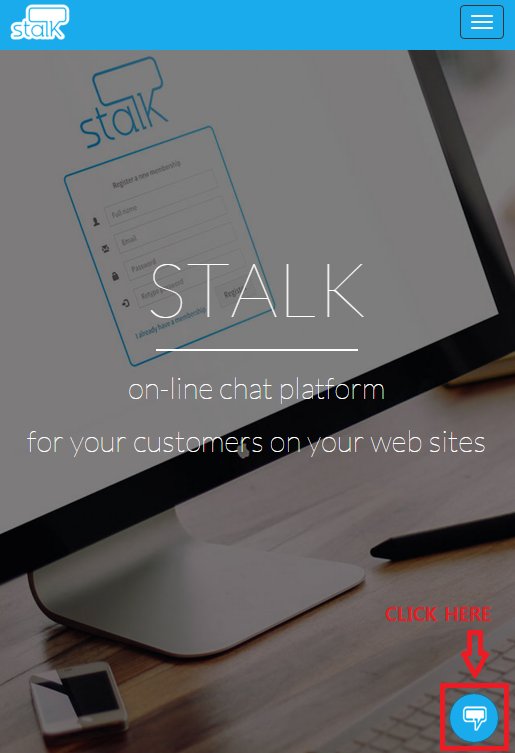 stalk
stalk
Register a new membership
Full name
Email
Password
Retype password
Register
I already have a membership
STALK
on-line chat platform
for your customers on your web sites
CLICK HERE